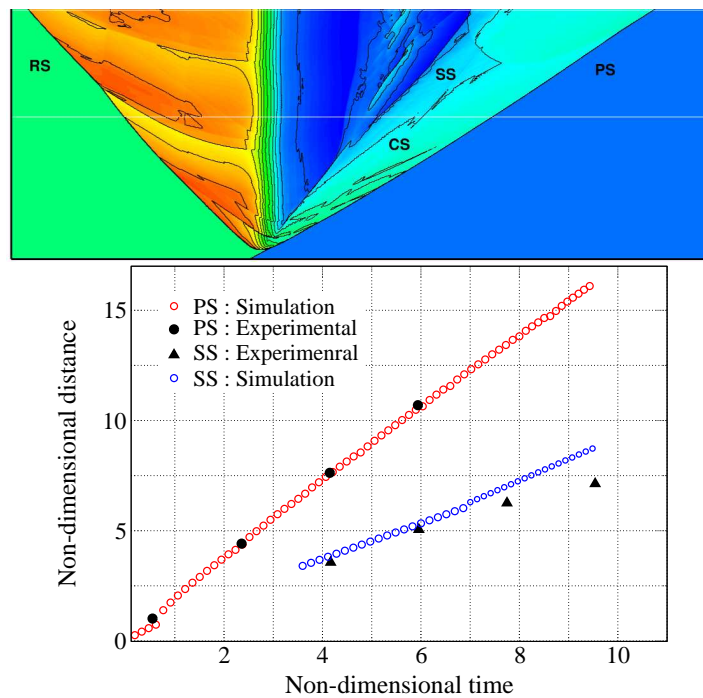 RS
SS
PS
CS
15
10
5
0
PS : Simulation
PS : Experimental
SS : Experimenral
SS : Simulation
Non-dimensional distance
2
4
6
8
10
Non-dimensional time